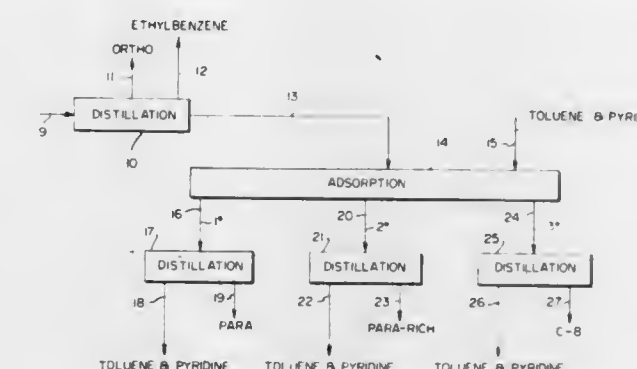 ETHYLBENZENE
ORTHO
11
12
13
DISTILLATION
9
10
TOLUENE &
15
14
ADSORPTION
16
1°
20
2°
24
3°
17
21
25
DISTILLATION
DISTILLATION
DISTILLATION
18
19
22
23
26
27
PARA
PARA-RICH
C-8
TOLUENE & PYRIDINE
TOLUENE & PYRIDINE
TOLUENE & PYRIDINE